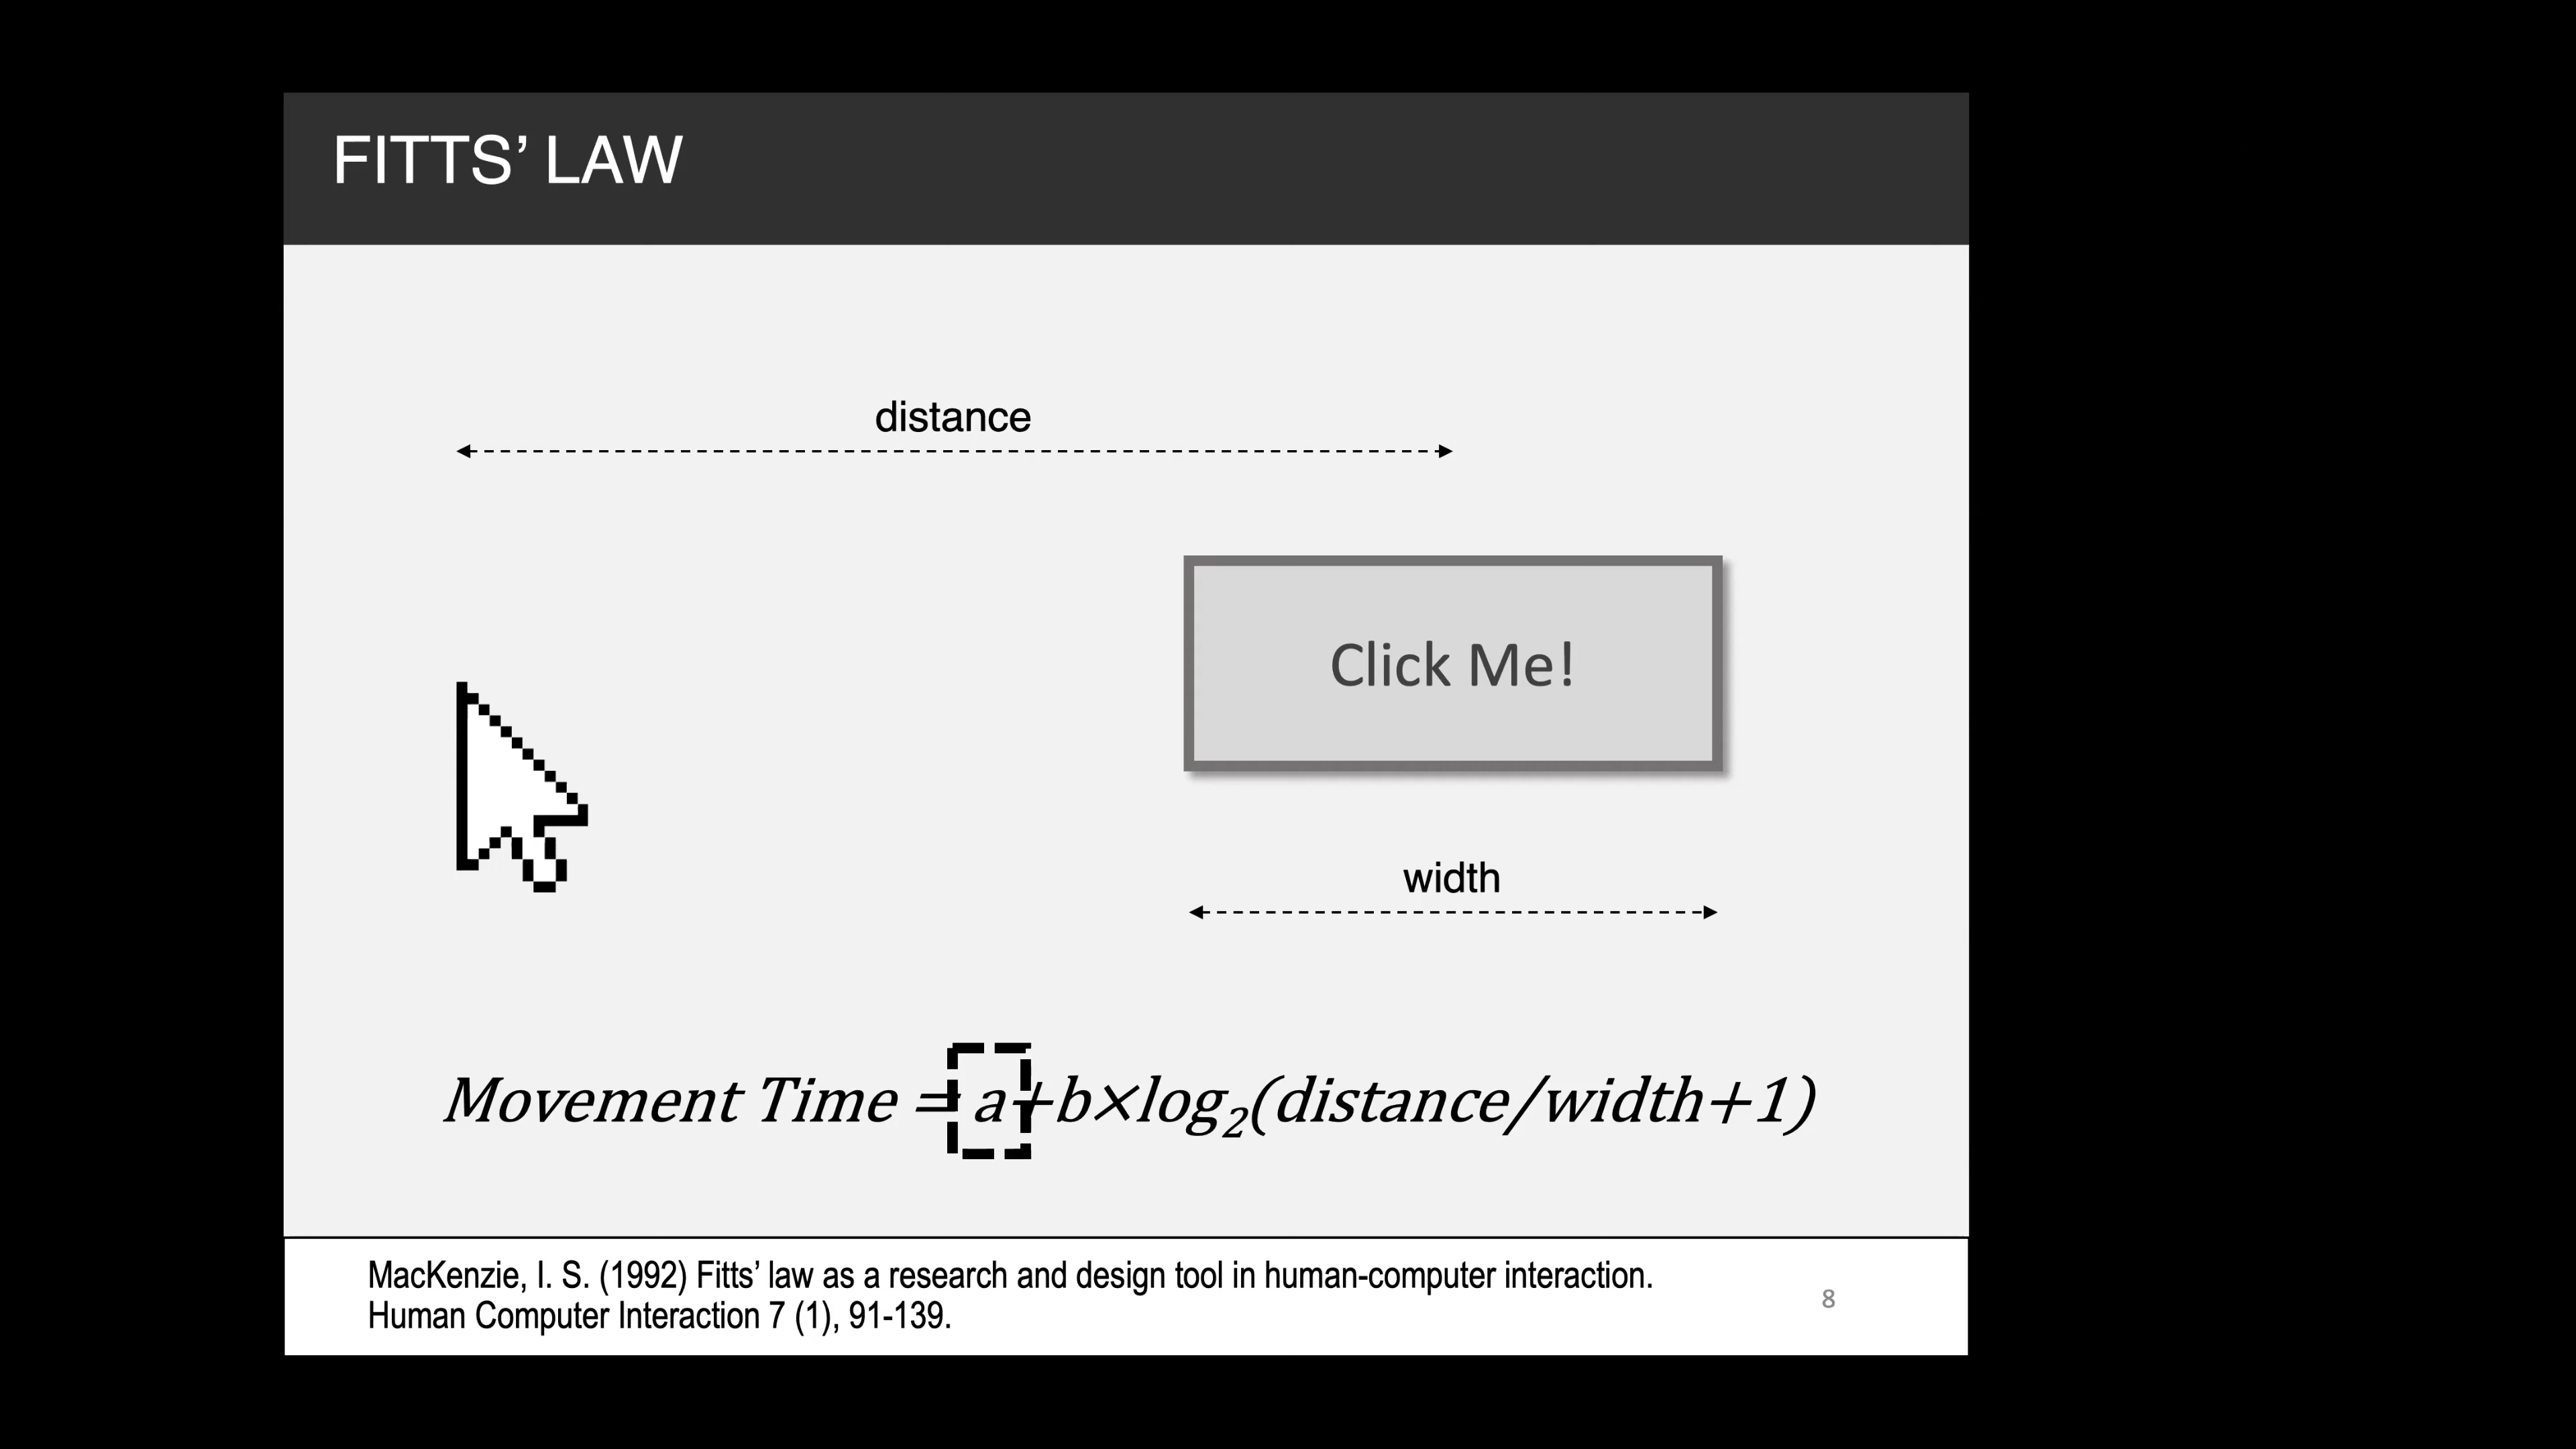 FITTS’ LAW
distance
Click Me!
width
Movement Time = a+b×log₂(distance/width+1)
MacKenzie, I. S. (1992) Fitts’ law as a research and design tool in human-computer interaction.
Human Computer Interaction 7 (1), 91-139.
8